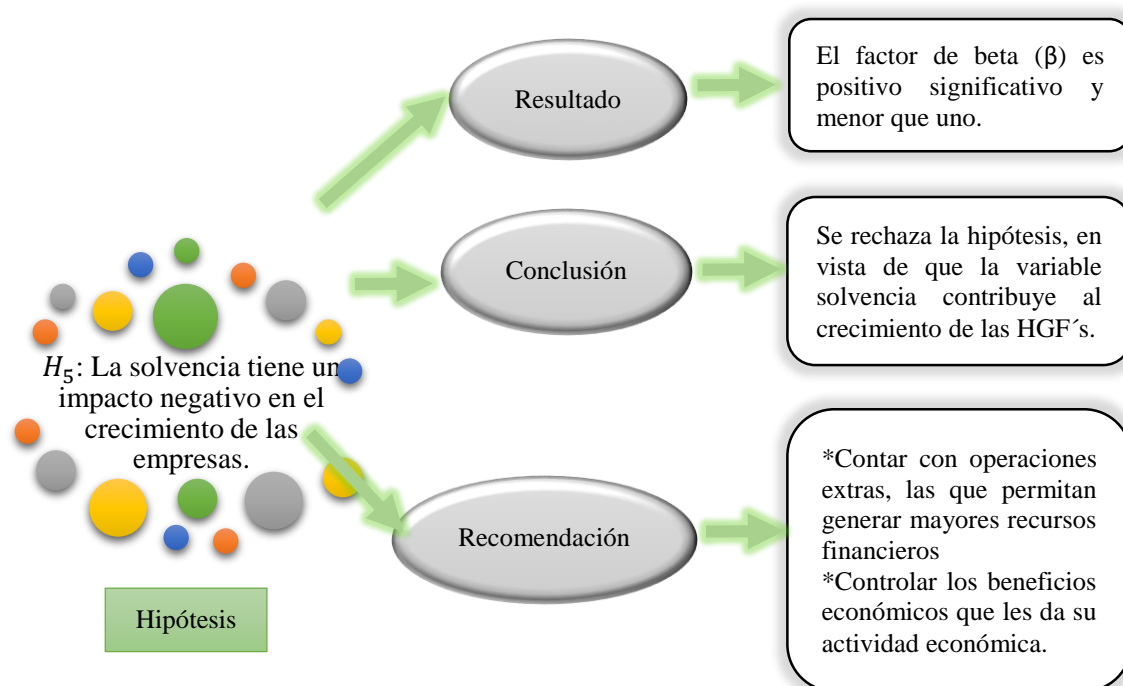 Resultado
El factor de beta (β) es
positivo significativo y
menor que uno.
Conclusión
Se rechaza la hipótesis, en
vista de que la variable
solvencia contribuye al
crecimiento de las HGF´s.
H₅: La solvencia tiene un
impacto negativo en el
crecimiento de las
empresas.
Recomendación
*Contar con operaciones
extras, las que permitan
generar mayores recursos
financieros
*Controlar los beneficios
económicos que les da su
actividad económica.
Hipótesis